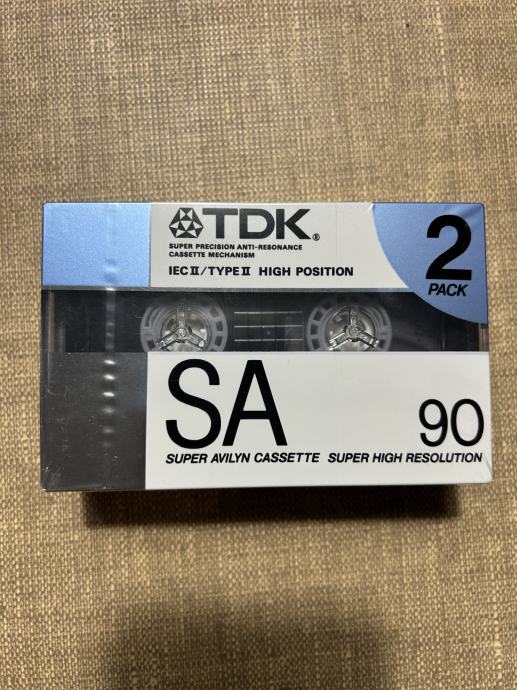 TDK®
SUPER PRECISION ANTI-RESONANCE
CASSETTE MECHANISM
IEC II/TYPE II HIGH POSITION
2
PACK
SA
90
SUPER AVILYN CASSETTE SUPER HIGH RESOLUTION